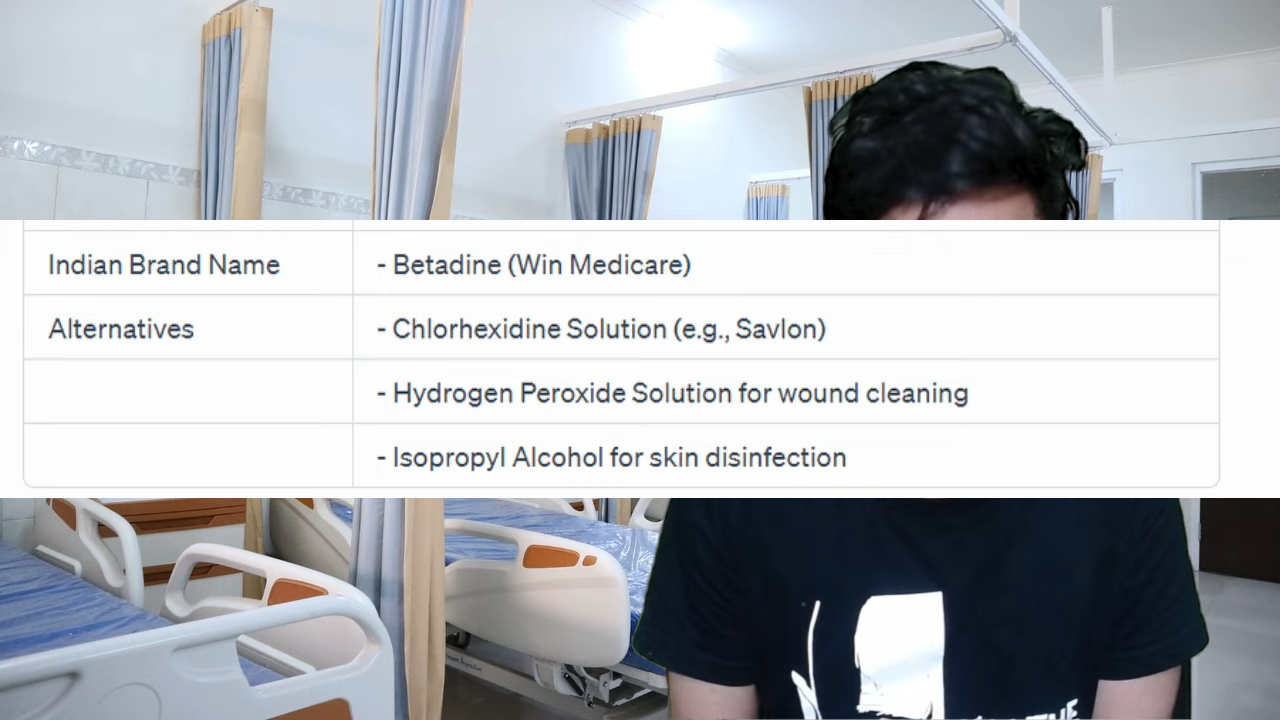 Indian Brand Name
- Betadine (Win Medicare)
Alternatives
- Chlorhexidine Solution (e.g., Savlon)
- Hydrogen Peroxide Solution for wound cleaning
- Isopropyl Alcohol for skin disinfection
THE